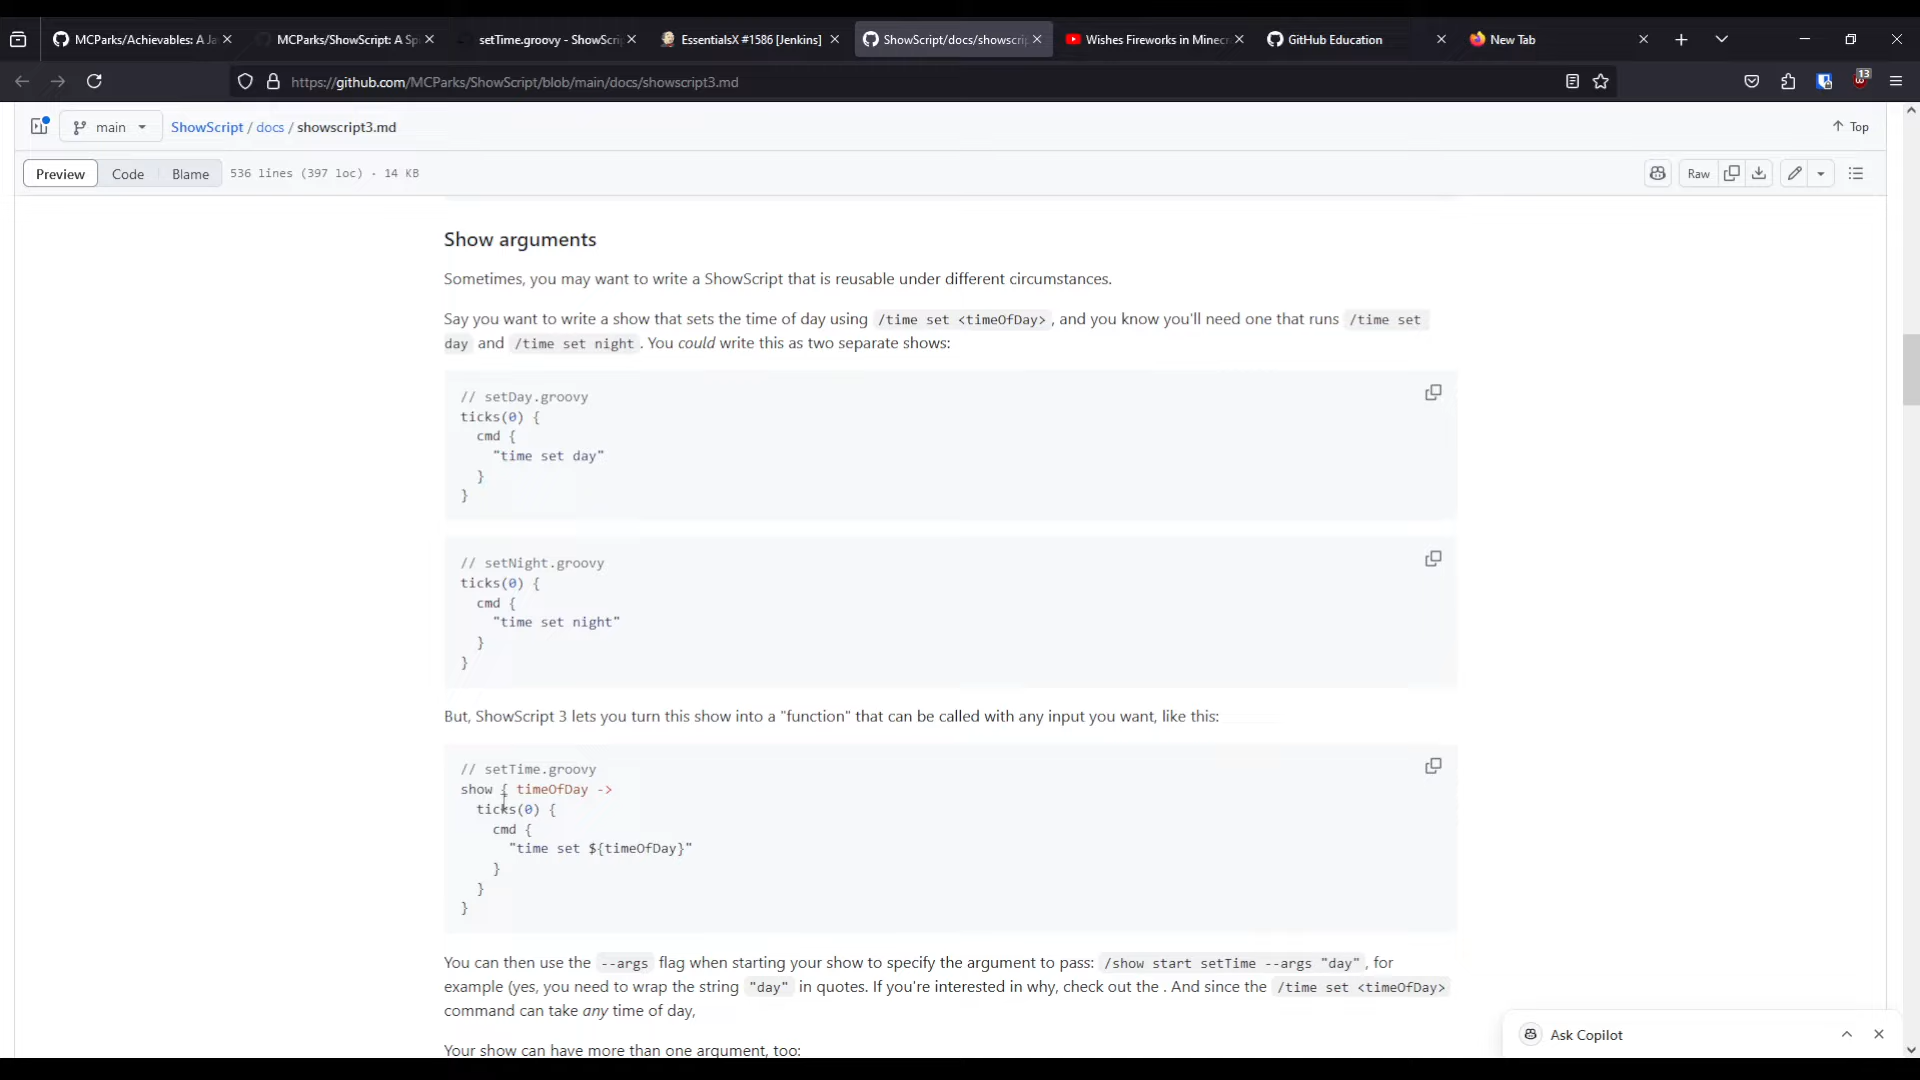 MCParks/Achievables: A Ja
MCParks/ShowScript: A Sp
setTime.groovy - ShowScri
EssentialsX #1586 [Jenkins]
ShowScript/docs/showscri
Wishes Fireworks in Minecr
GitHub Education
New Tab
https://github.com/MCParks/ShowScript/blob/main/docs/showscript3.md
13
main
ShowScript / docs / showscript3.md
Top
Preview
Code
Blame
536 lines (397 loc) · 14 KB
Raw
Show arguments
Sometimes, you may want to write a ShowScript that is reusable under different circumstances.
Say you want to write a show that sets the time of day using /time set <timeOfDay>, and you know you'll need one that runs /time set
day and /time set night. You could write this as two separate shows:
// setDay.groovy
ticks(0) {
cmd {
"time set day"
}
}
// setNight.groovy
ticks(0) {
cmd {
"time set night"
}
}
But, ShowScript 3 lets you turn this show into a "function" that can be called with any input you want, like this:
// setTime.groovy
show { timeOfDay ->
ticks(0) {
cmd {
"time set ${timeOfDay}"
}
}
}
You can then use the --args flag when starting your show to specify the argument to pass: /show start setTime --args "day", for
example (yes, you need to wrap the string "day" in quotes. If you're interested in why, check out the . And since the /time set <timeOfDay>
command can take any time of day,
Your show can have more than one argument, too:
Ask Copilot